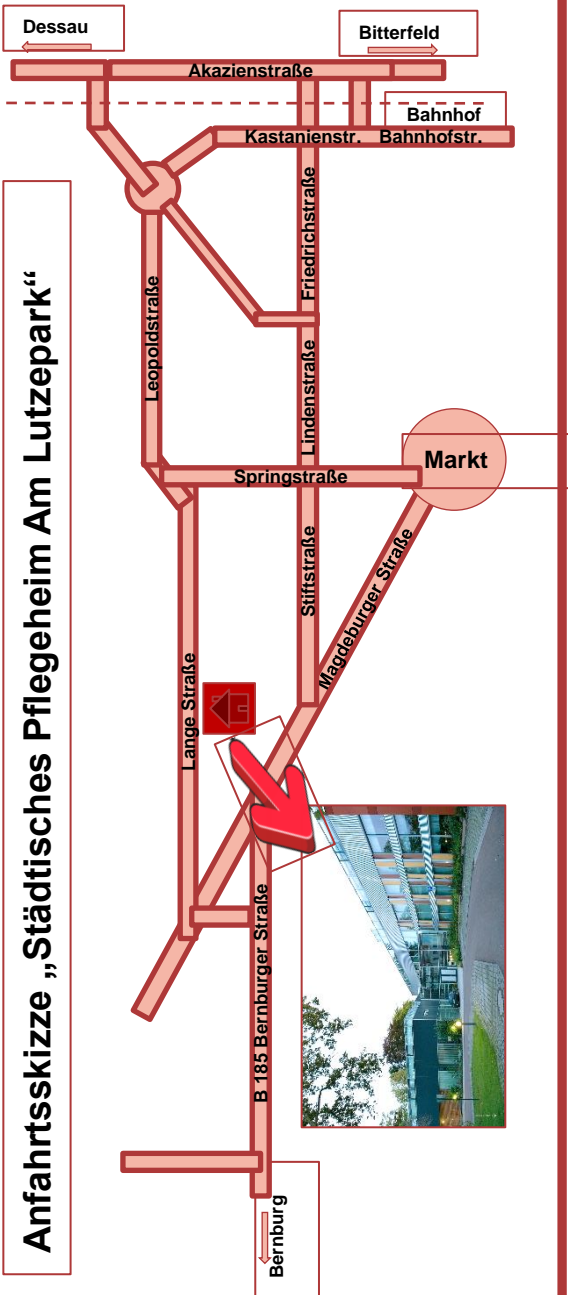 Anfahrtsskizze „Städtisches Pflegeheim Am Lutzepark“
Dessau
Bitterfeld
Akazienstraße
Bahnhof
Kastanienstr. Bahnhofstr.
Friedrichstraße
Leopoldstraße
Lindenstraße
Markt
Springstraße
Stiftstraße
Magdeburger Straße
Lange Straße
B 185 Bernburger Straße
Bernburg